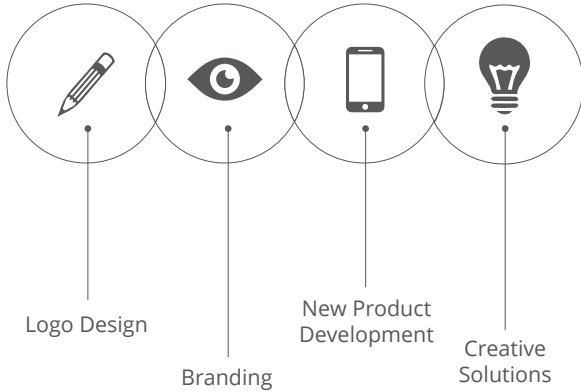 Logo Design
Branding
New Product
Development
Creative
Solutions